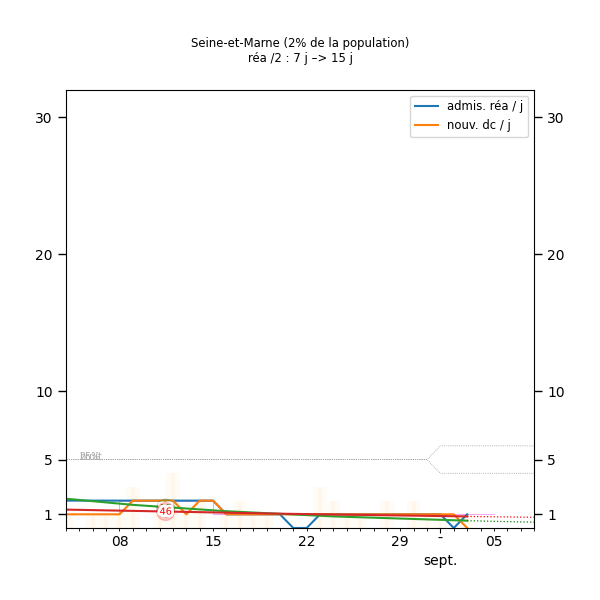 Seine-et-Marne (2% de la population)
réa /2 : 7 j –> 15 j
admis. réa / j
nouv. dc / j
30 30
20 20
10 10
5 5
46
1 1
08 15 22 29 - 05
sept.